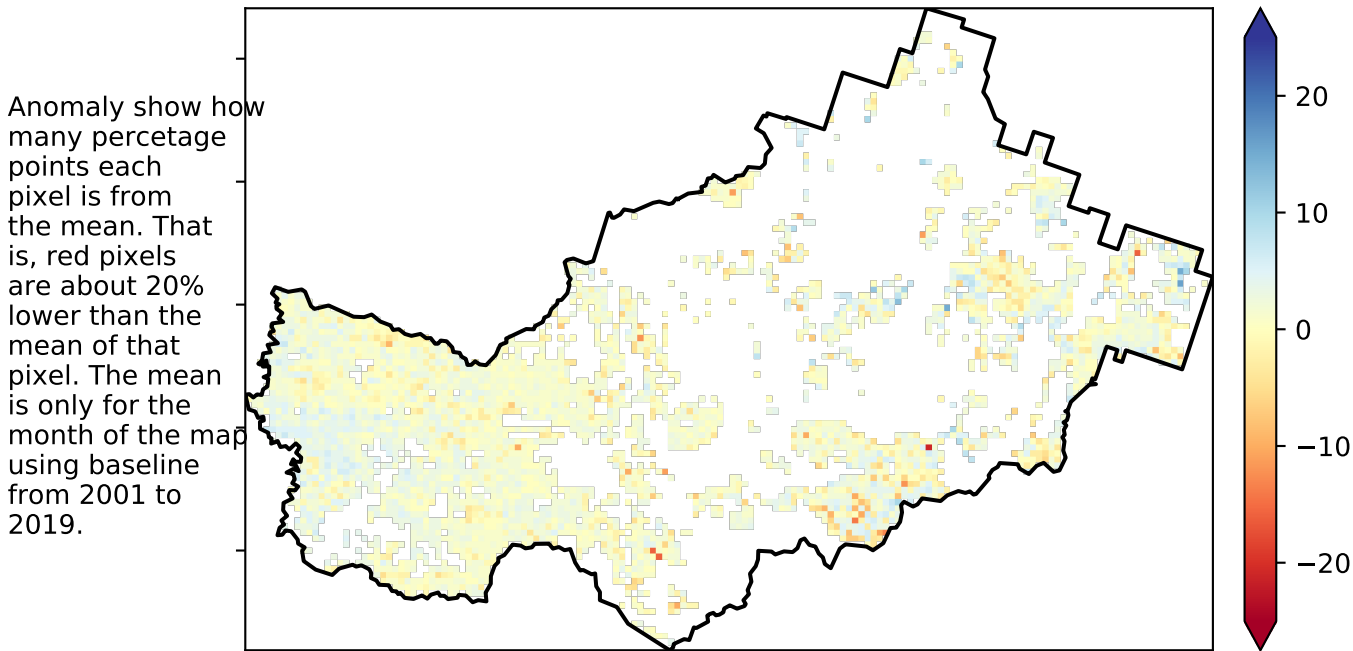 Anomaly show how
many percetage
points each
pixel is from
the mean. That
is, red pixels
are about 20%
lower than the
mean of that
pixel. The mean
is only for the
month of the map
using baseline
from 2001 to
2019.
20
10
0
−10
−20